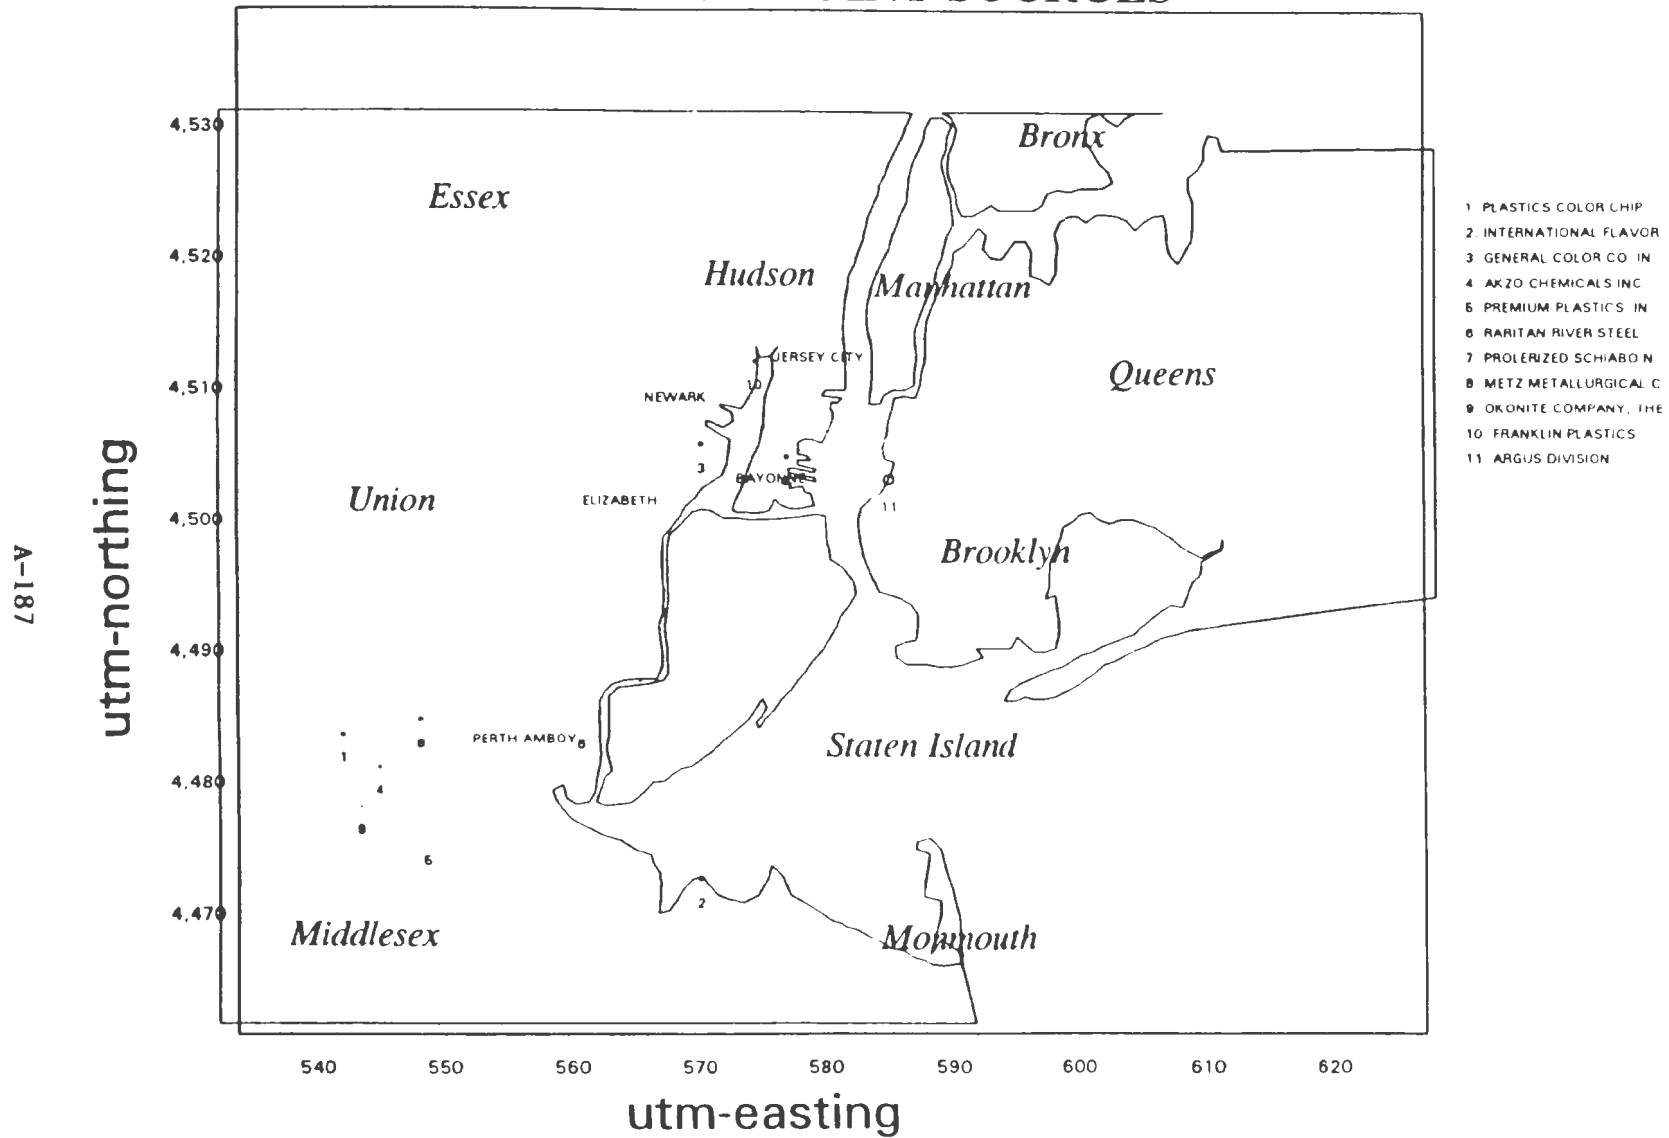 SOURCES
4,530
4,520
4,510
4,500
4,490
4,480
4,470
utm-northing
A-187
Bronx
Essex
Hudson
Manhattan
JERSEY CITY
10
Queens
NEWARK
3
BAYONNE
ELIZABETH
11
Union
Brooklyn
PERTH AMBOY
Staten Island
1
4
2
Middlesex
Monmouth
540 550 560 570 580 590 600 610 620
utm-easting
1 PLASTICS COLOR CHIP
2. INTERNATIONAL FLAVOR
3 GENERAL COLOR CO IN
4 AKZO CHEMICALS INC
5 PREMIUM PLASTICS IN
6 RARITAN RIVER STEEL
7 PROLERIZED SCHIABO N
8 METZ METALLURGICAL C
9 OKONITE COMPANY, THE
10 FRANKLIN PLASTICS
11 ARGUS DIVISION